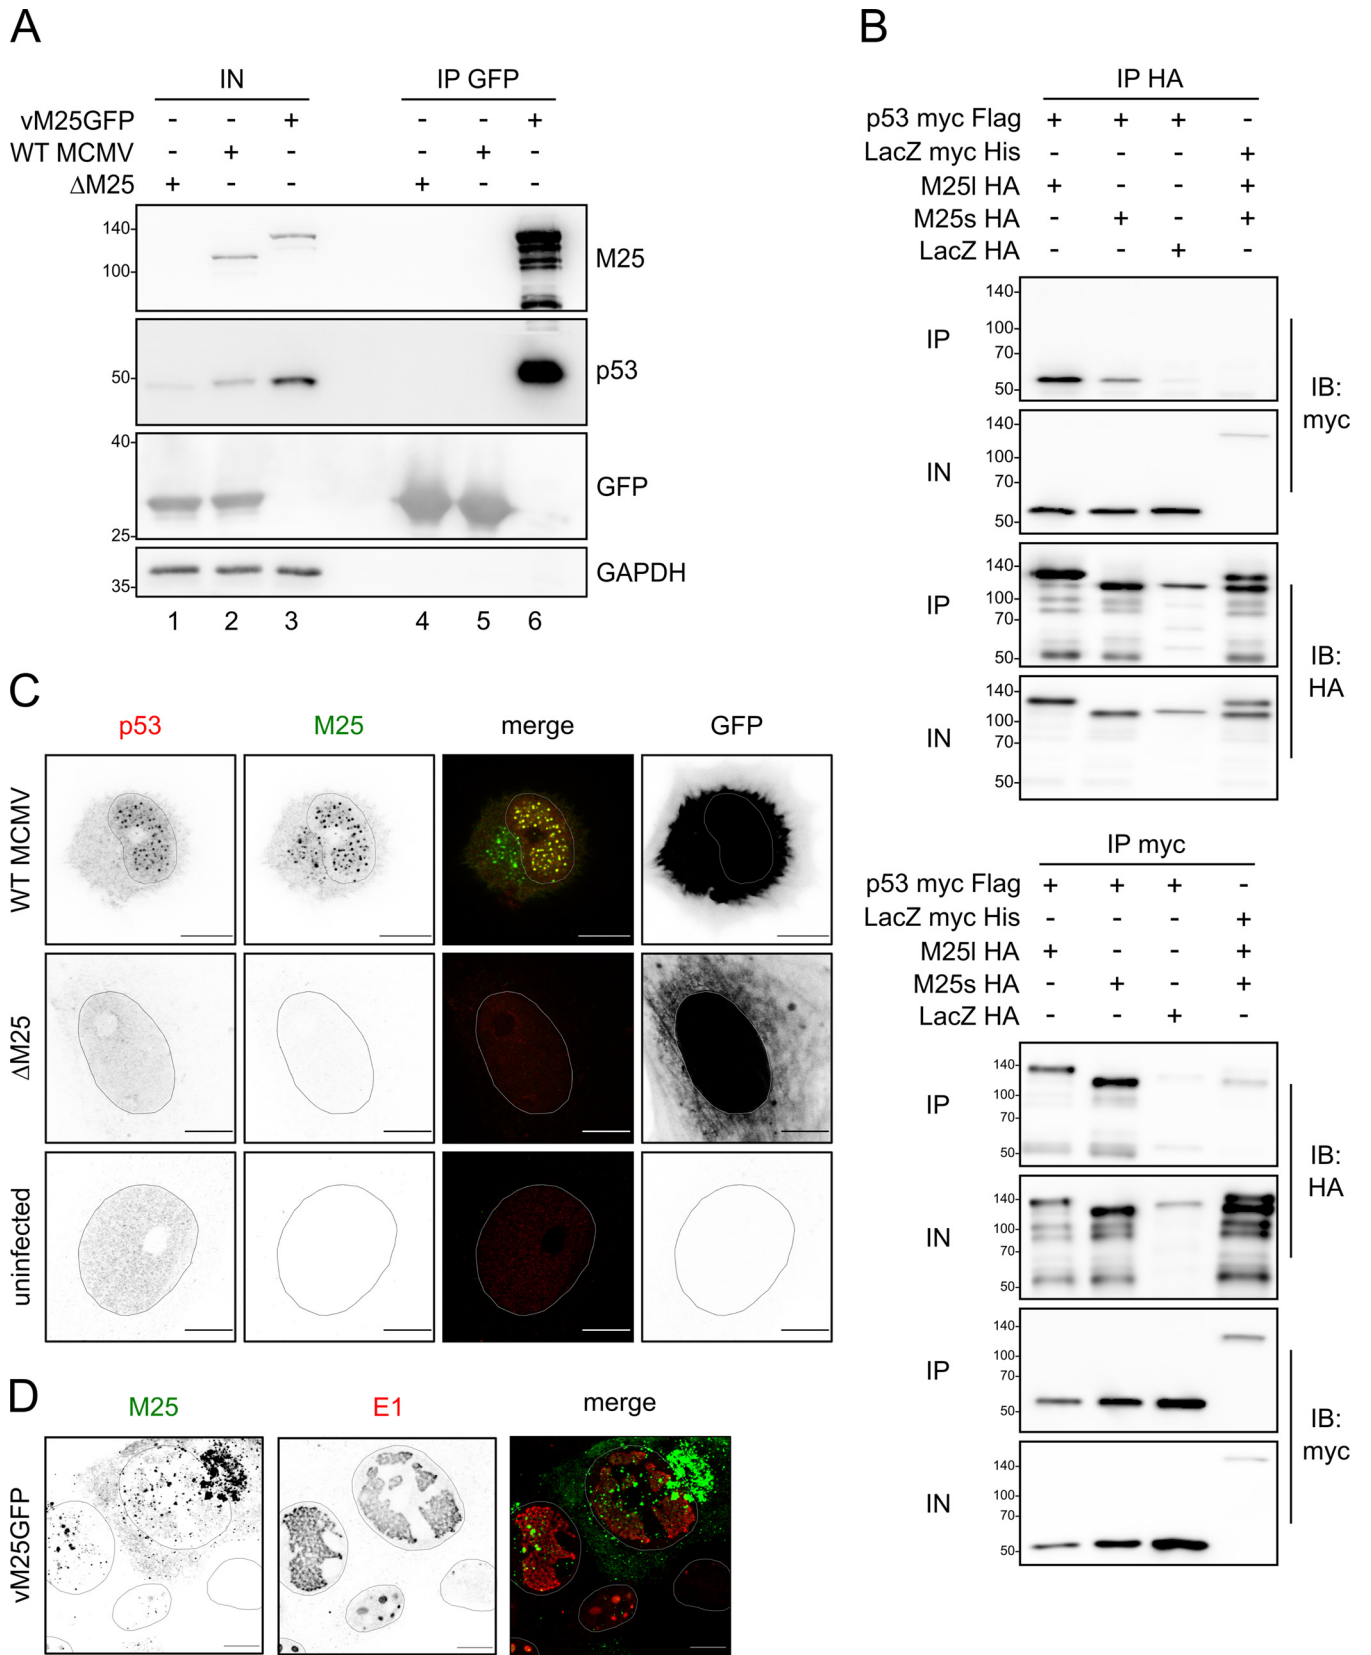 A
IN IP GFP
vM25GFP - - + - - +
WT MCMV - + - - + -
ΔM25 + - - + - -
140
100
M25
50
p53
40
25
GFP
35
GAPDH
1 2 3 4 5 6
B
IP HA
p53 myc Flag + + + -
LacZ myc His - - - +
M25l HA + - - +
M25s HA - + - +
LacZ HA - - + -
IP
140
100
70
50
IN
140
100
70
50
IB:
myc
IP
140
100
70
50
IN
140
100
70
50
IB:
HA
IP myc
p53 myc Flag + + + -
LacZ myc His - - - +
M25l HA + - - +
M25s HA - + - +
LacZ HA - - + -
IP
140
100
70
50
IN
140
100
70
50
IB:
HA
IP
140
100
70
50
IN
140
100
70
50
IB:
myc
C
p53 M25 merge GFP
WT MCMV
ΔM25
uninfected
D
M25 E1 merge
vM25GFP